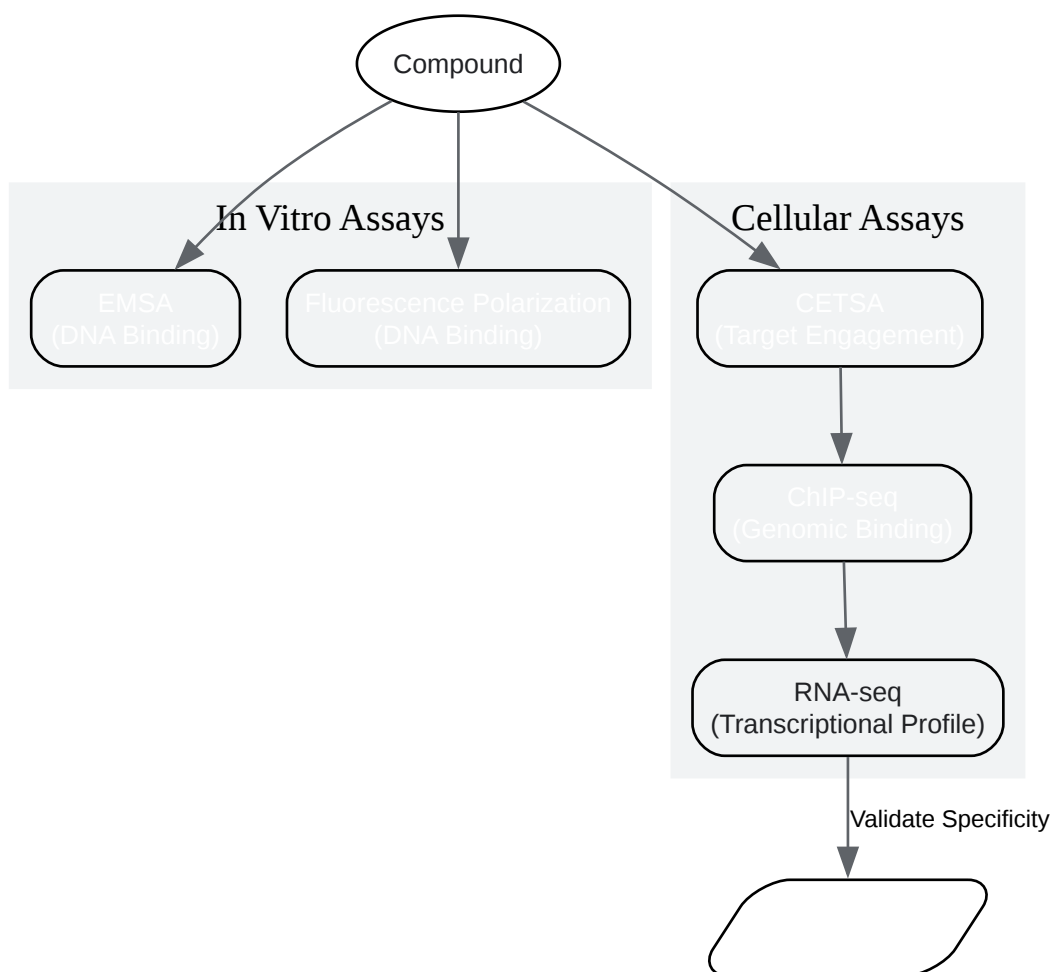 Compound
In Vitro Assays
Cellular Assays
EMSA
(DNA Binding)
Fluorescence Polarization
(DNA Binding)
CETSA
(Target Engagement)
ChIP-seq
(Genomic Binding)
RNA-seq
(Transcriptional Profile)
Validate Specificity